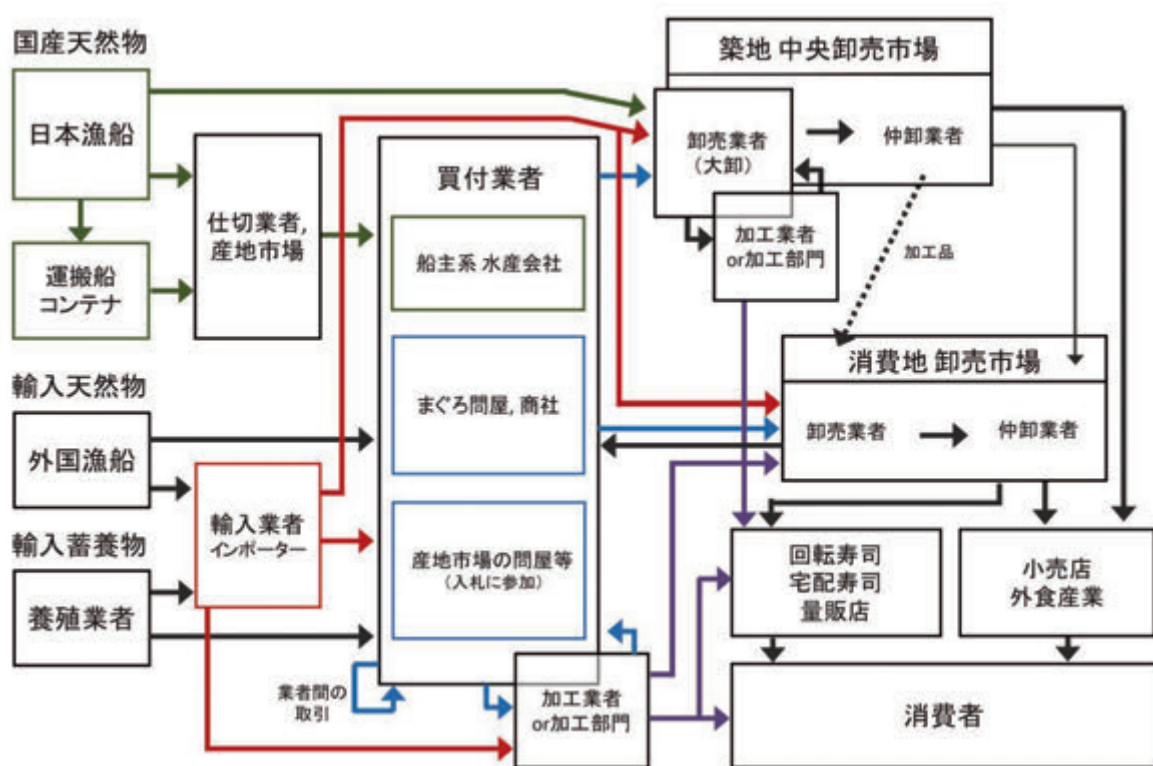 国産天然物
日本漁船
運搬船
コンテナ
輸入天然物
外国漁船
輸入蓄養物
養殖業者
仕切業者,
産地市場
輸入業者
インポーター
買付業者
船主系 水産会社
まぐろ問屋, 商社
産地市場の問屋等
(入札に参加)
業者間の
取引
加工業者
or加工部門
築地 中央卸売市場
卸売業者
(大卸)
仲卸業者
加工業者
or加工部門
加工品
消費地 卸売市場
卸売業者
仲卸業者
回転寿司
宅配寿司
量販店
小売店
外食産業
消費者